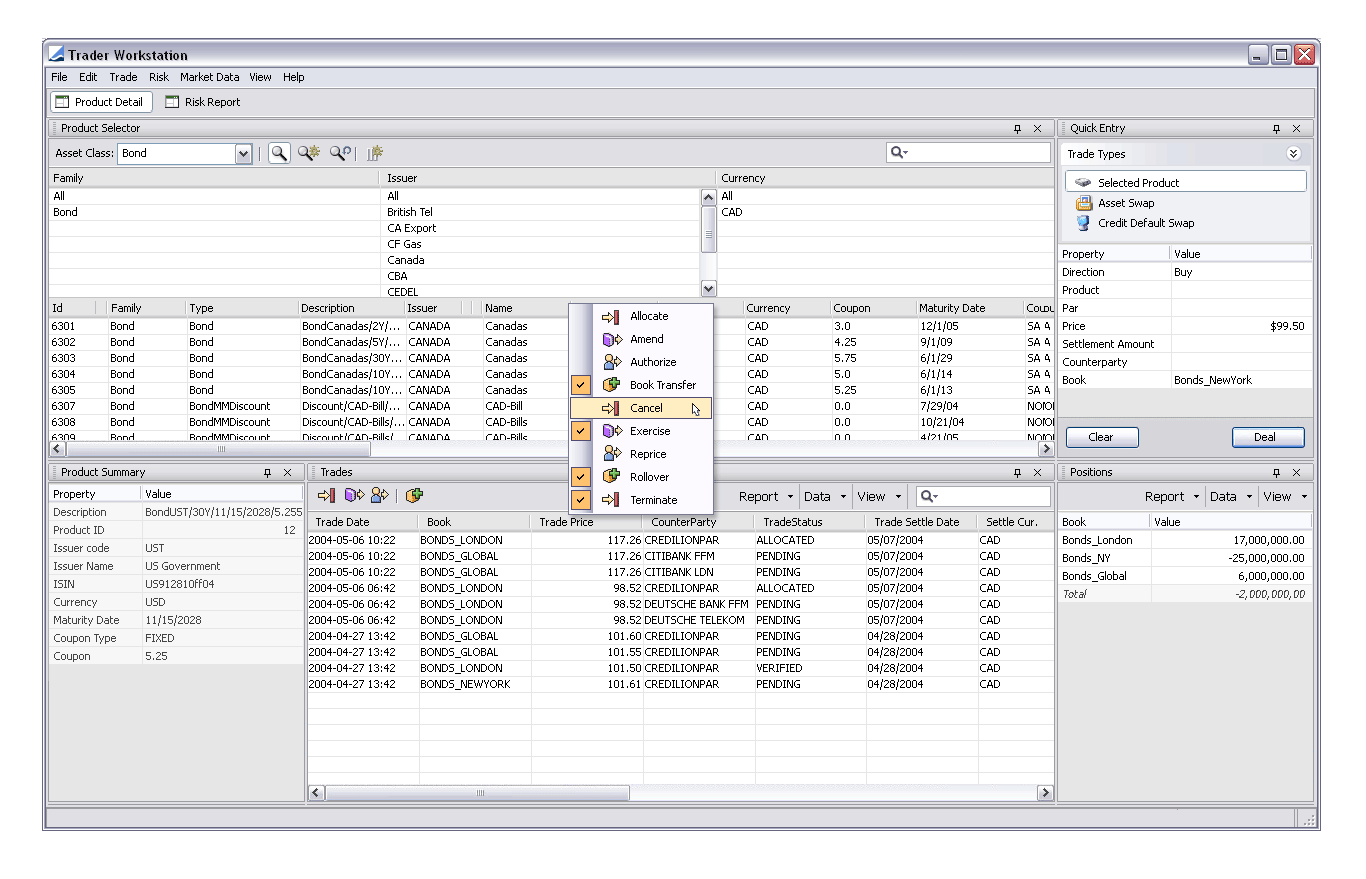 Trader Workstation
File Edit Trade Risk Market Data View Help
Product Detail Risk Report
Product Selector
Asset Class: Bond
Family Issuer Currency
All All All
Bond British Tel CAD
CA Export
CF Gas
Canada
CBA
CEDEL
Id Family Type Description Issuer Name Currency Coupon Maturity Date
6301 Bond Bond BondCanadas/2Y/... CANADA Canadas CAD 3.0 12/1/05 SA
6302 Bond Bond BondCanadas/5Y/... CANADA Canadas CAD 4.25 9/1/09 SA
6303 Bond Bond BondCanadas/30Y... CANADA Canadas CAD 5.75 6/1/29 SA
6304 Bond Bond BondCanadas/10Y... CANADA Canadas CAD 5.0 6/1/14 SA
6305 Bond Bond BondCanadas/10Y... CANADA Canadas CAD 5.25 6/1/13 SA
6307 Bond BondMMDiscount Discount/CAD-Bill/... CANADA CAD-Bill CAD 0.0 7/29/04
6308 Bond BondMMDiscount Discount/CAD-Bills/... CANADA CAD-Bills CAD 0.0 10/21/04
6309 Bond BondMMDiscount Discount/CAD-Bills/... CANADA CAD-Bills CAD 0.0 4/21/05
Allocate
Amend
Authorize
Book Transfer
Cancel
Exercise
Reprice
Rollover
Terminate
Quick Entry
Trade Types
Selected Product
Asset Swap
Credit Default Swap
Property Value
Direction Buy
Product
Par
Price $99.50
Settlement Amount
Counterparty
Book Bonds_NewYork
Clear Deal
Product Summary
Property Value
Description BondUST/30Y/11/15/2028/5.255
Product ID 12
Issuer code UST
Issuer Name US Government
ISIN US912810ff04
Currency USD
Maturity Date 11/15/2028
Coupon Type FIXED
Coupon 5.25
Trades
Report Data View
Trade Date Book Trade Price CounterParty TradeStatus Trade Settle Date Settle Cur.
2004-05-06 10:22 BONDS_LONDON 117.26 CREDILIONPAR ALLOCATED 05/07/2004 CAD
2004-05-06 10:22 BONDS_GLOBAL 117.26 CITIBANK FFM PENDING 05/07/2004 CAD
2004-05-06 10:22 BONDS_GLOBAL 117.26 CITIBANK LDN PENDING 05/07/2004 CAD
2004-05-06 06:42 BONDS_LONDON 98.52 CREDILIONPAR ALLOCATED 05/07/2004 CAD
2004-05-06 06:42 BONDS_LONDON 98.52 DEUTSCHE BANK FFM PENDING 05/07/2004 CAD
2004-05-06 06:42 BONDS_LONDON 98.52 DEUTSCHE TELEKOM PENDING 05/07/2004 CAD
2004-04-27 13:42 BONDS_GLOBAL 101.60 CREDILIONPAR PENDING 04/28/2004 CAD
2004-04-27 13:42 BONDS_GLOBAL 101.55 CREDILIONPAR PENDING 04/28/2004 CAD
2004-04-27 13:42 BONDS_LONDON 101.50 CREDILIONPAR VERIFIED 04/28/2004 CAD
2004-04-27 13:42 BONDS_NEWYORK 101.61 CREDILIONPAR PENDING 04/28/2004 CAD
Positions
Report Data View
Book Value
Bonds_London 17,000,000.00
Bonds_NY -25,000,000.00
Bonds_Global 6,000,000.00
Total -2,000,000,00